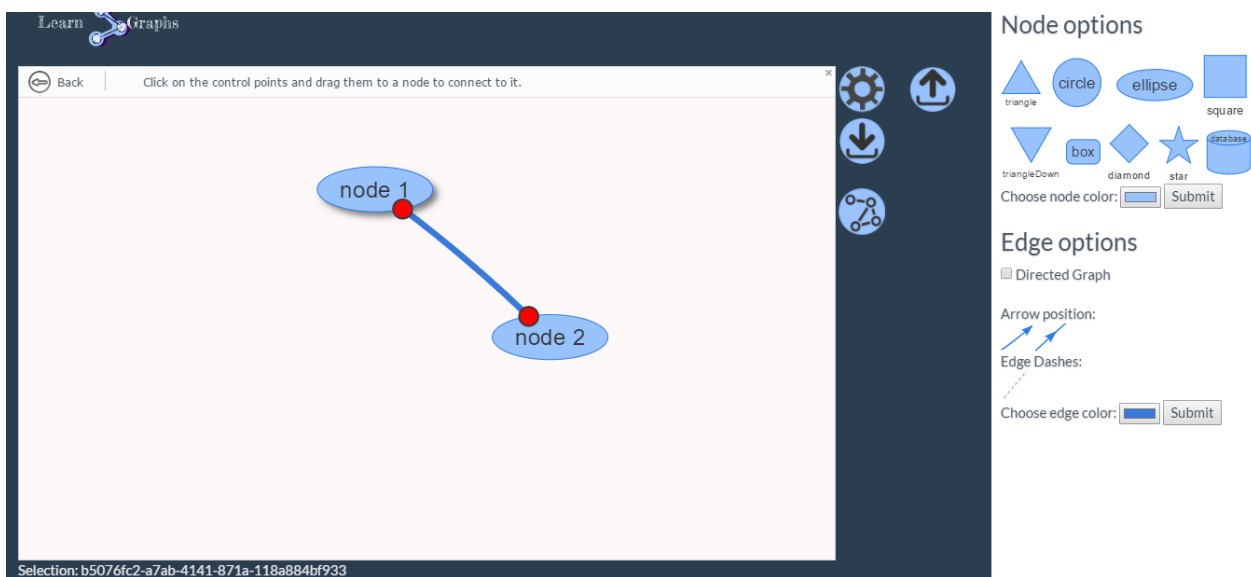 Learn Graphs
Back
Click on the control points and drag them to a node to connect to it.
×
node 1
node 2
Selection: b5076fc2-a7ab-4141-871a-118a884bf933
Node options
triangle
circle
ellipse
square
triangleDown
box
diamond
star
database
Choose node color:
Submit
Edge options
Directed Graph
Arrow position:
Edge Dashes:
Choose edge color:
Submit